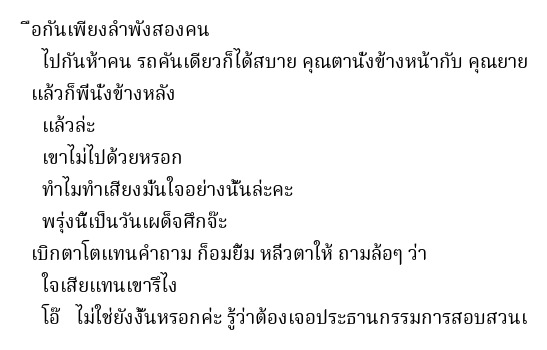 ือกันเพียงลำพังสองคน
ไปกันห้าคน รถคันเดียวก็ได้สบาย คุณตานั่งข้างหน้ากับ คุณยาย
แล้วก็พี่นั่งข้างหลัง
แล้วล่ะ
เขาไม่ไปด้วยหรอก
ทำไมทำเสียงมั่นใจอย่างนั้นล่ะคะ
พรุ่งนี้เป็นวันเผด็จศึกจ๊ะ
เบิกตาโตแทนคำถาม ก็อมยิ้ม หลิ่วตาให้ ถามล้อๆ ว่า
ใจเสียแทนเขารึไง
โอ๊ ไม่ใช่ยังงั้นหรอกค่ะ รู้ว่าต้องเจอประธานกรรมการสอบสวนเ